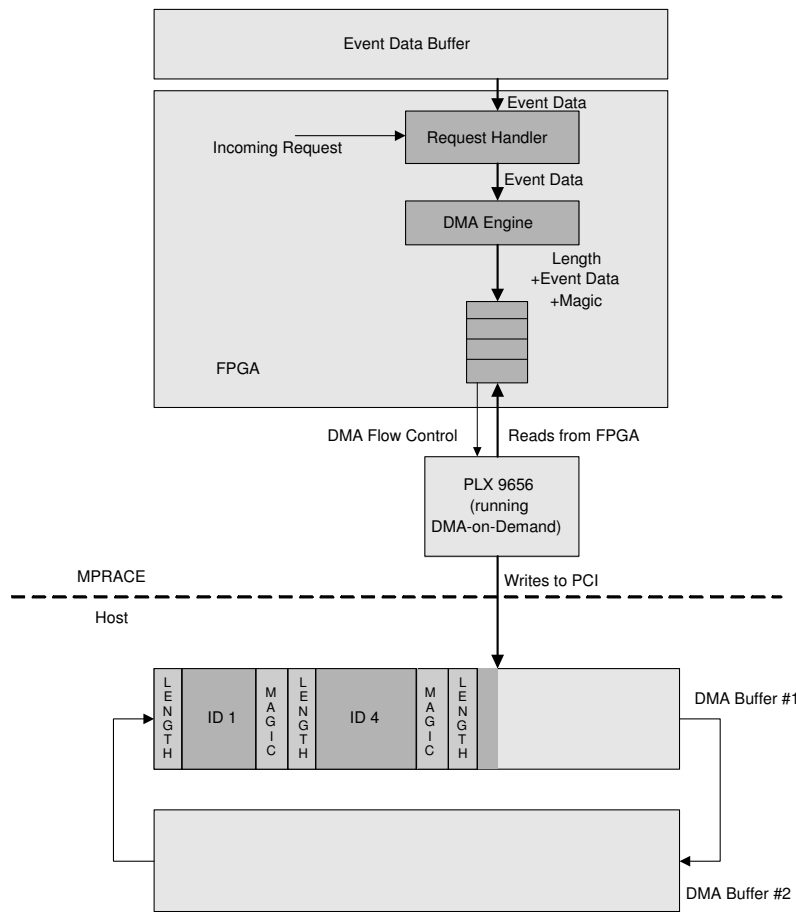 Event Data Buffer
Event Data
Incoming Request
Request Handler
Event Data
DMA Engine
Length
+Event Data
+Magic
FPGA
DMA Flow Control
Reads from FPGA
PLX 9656
(running
DMA-on-Demand)
MPRACE
Writes to PCI
Host
LENGTH
ID 1
MAGIC
LENGTH
ID 4
MAGIC
LENGTH
DMA Buffer #1
DMA Buffer #2